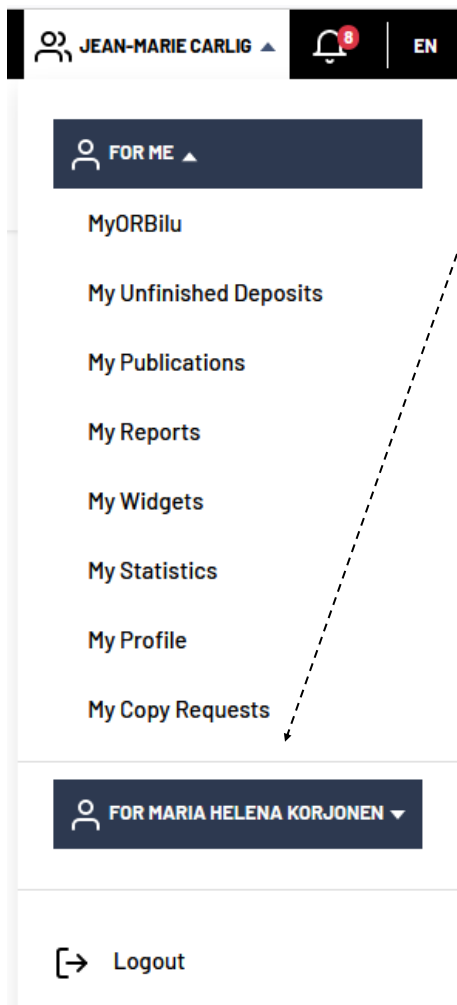 JEAN-MARIE CARLIG 8 EN
FOR ME
MyORBilu
My Unfinished Deposits
My Publications
My Reports
My Widgets
My Statistics
My Profile
My Copy Requests
FOR MARIA HELENA KORJONEN
Logout